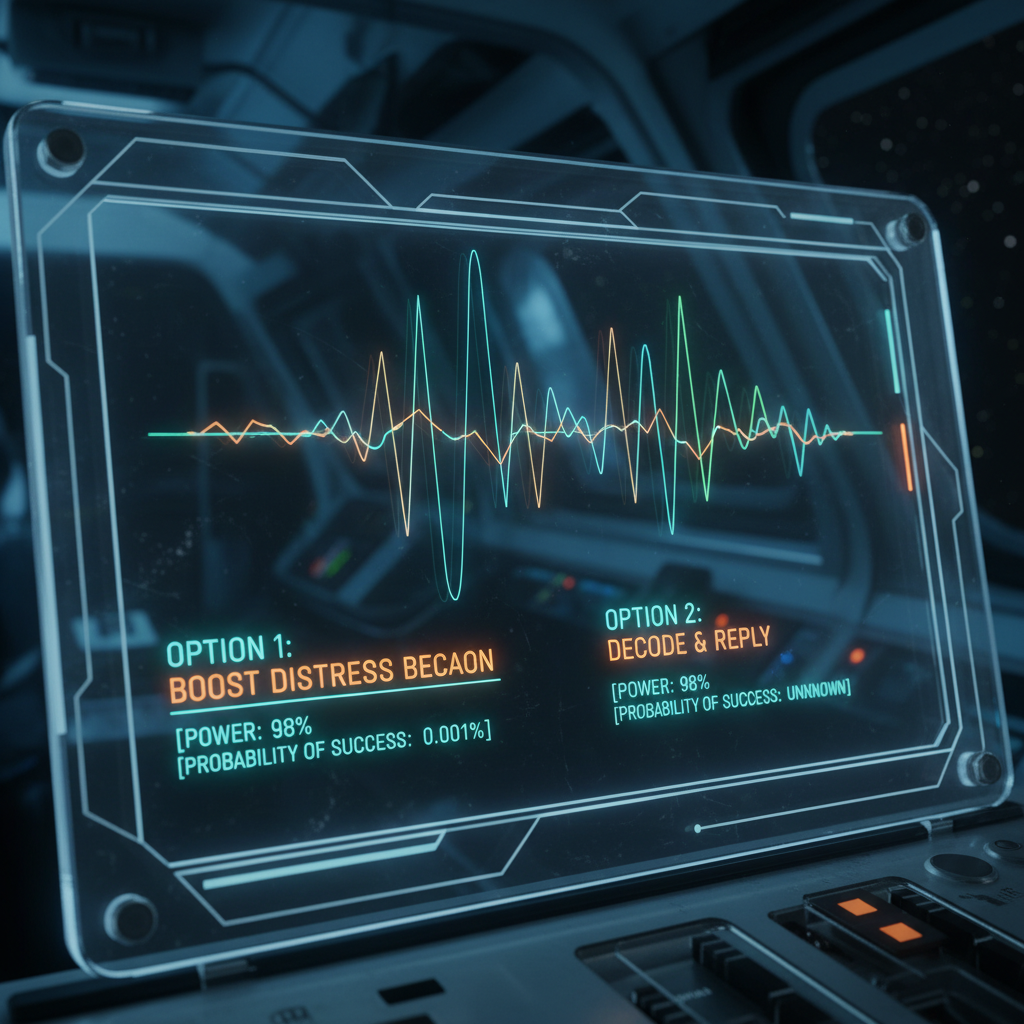 OPTION 1:
BOOST DISTRESS BECAON
[POWER: 98%
[PROBABILITY OF SUCCESS: 0.001%]
OPTION 2:
DECODE & REPLY
[POWER: 98%
[PROBABILITY OF SUCCESS: UNNNOWN]